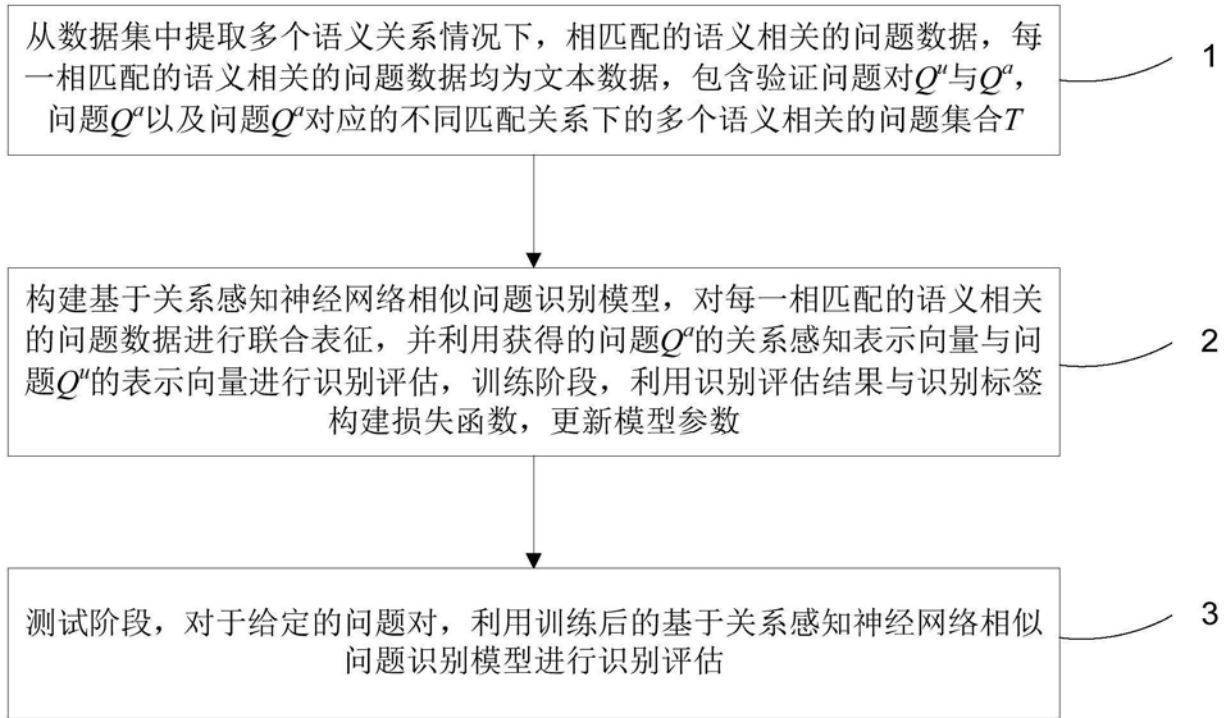 从数据集中提取多个语义关系情况下，相匹配的语义相关的问题数据，每
一相匹配的语义相关的问题数据均为文本数据，包含验证问题对Qᵘ与Qᵃ，
问题Qᵃ以及问题Qᵃ对应的不同匹配关系下的多个语义相关的问题集合T
1
构建基于关系感知神经网络相似问题识别模型，对每一相匹配的语义相关
的问题数据进行联合表征，并利用获得的问题Qᵃ的关系感知表示向量与问
题Qᵘ的表示向量进行识别评估，训练阶段，利用识别评估结果与识别标签
构建损失函数，更新模型参数
2
测试阶段，对于给定的问题对，利用训练后的基于关系感知神经网络相似
问题识别模型进行识别评估
3